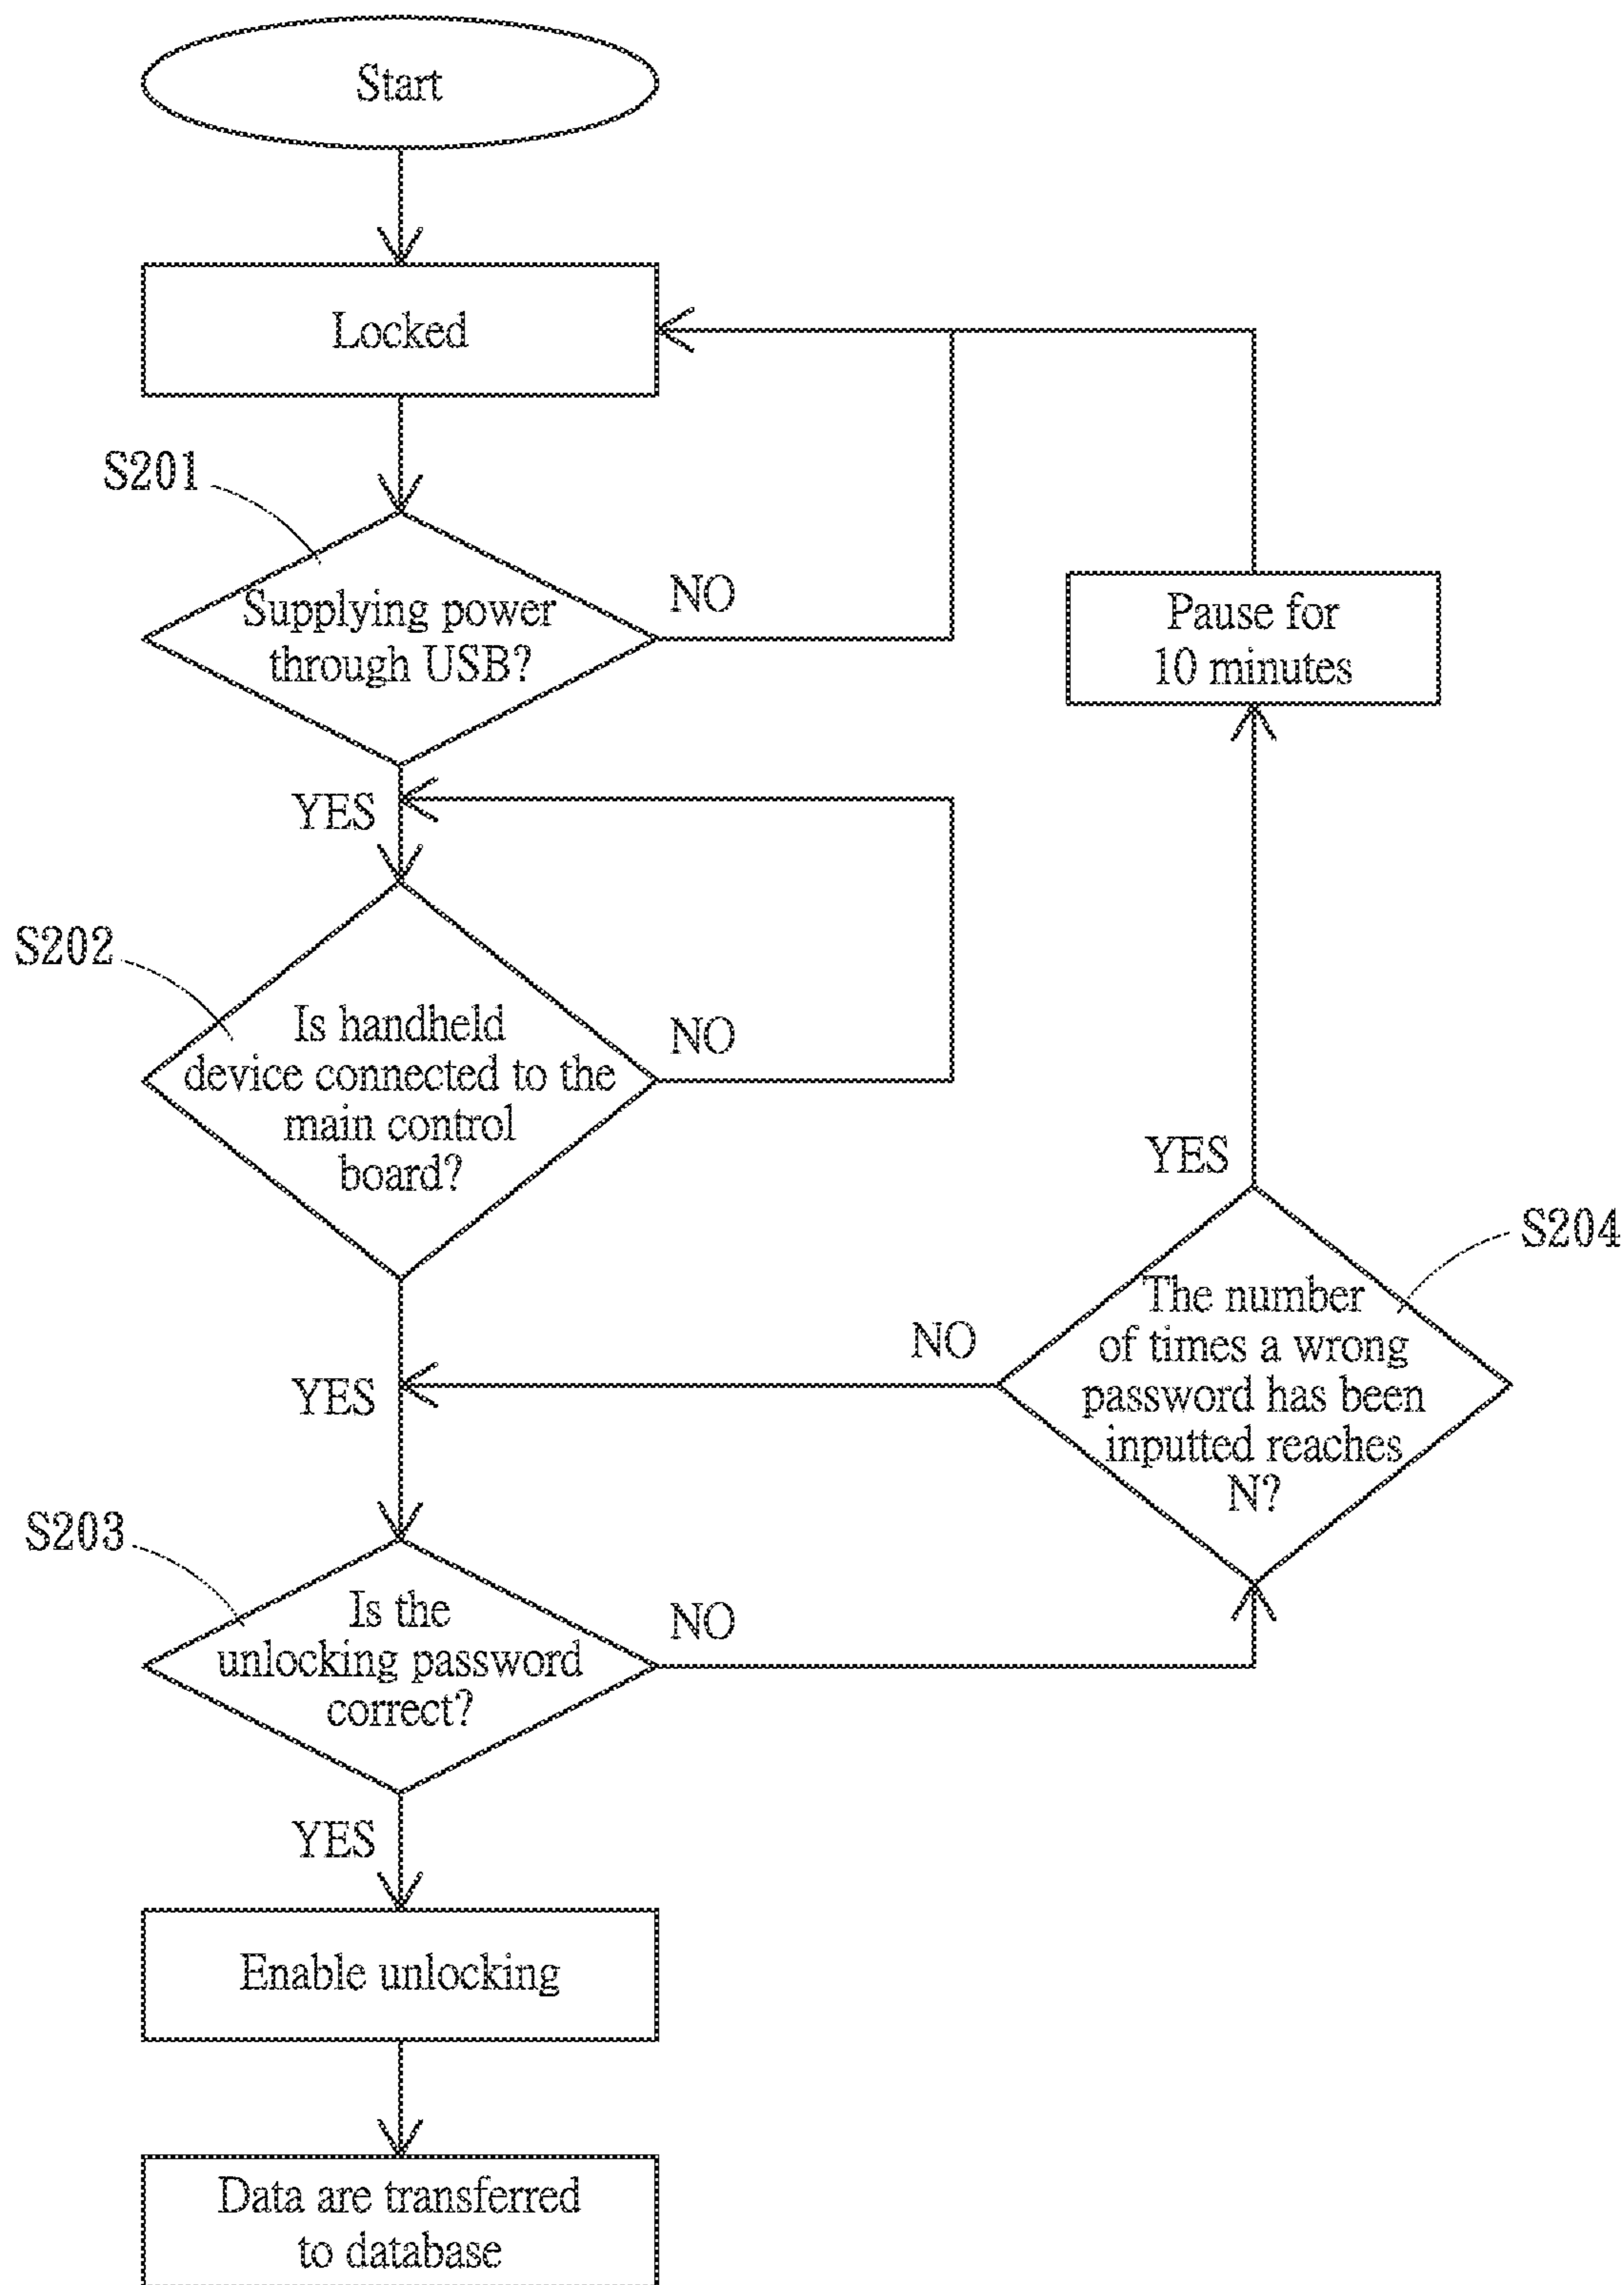 Start
Locked
S201
Supplying power
through USB?
NO
Pause for
10 minutes
YES
S202
Is handheld
device connected to the
main control
board?
NO
YES
S204
The number
of times a wrong
password has been
inputted reaches
N?
NO
YES
S203
Is the
unlocking password
correct?
NO
YES
Enable unlocking
Data are transferred
to database